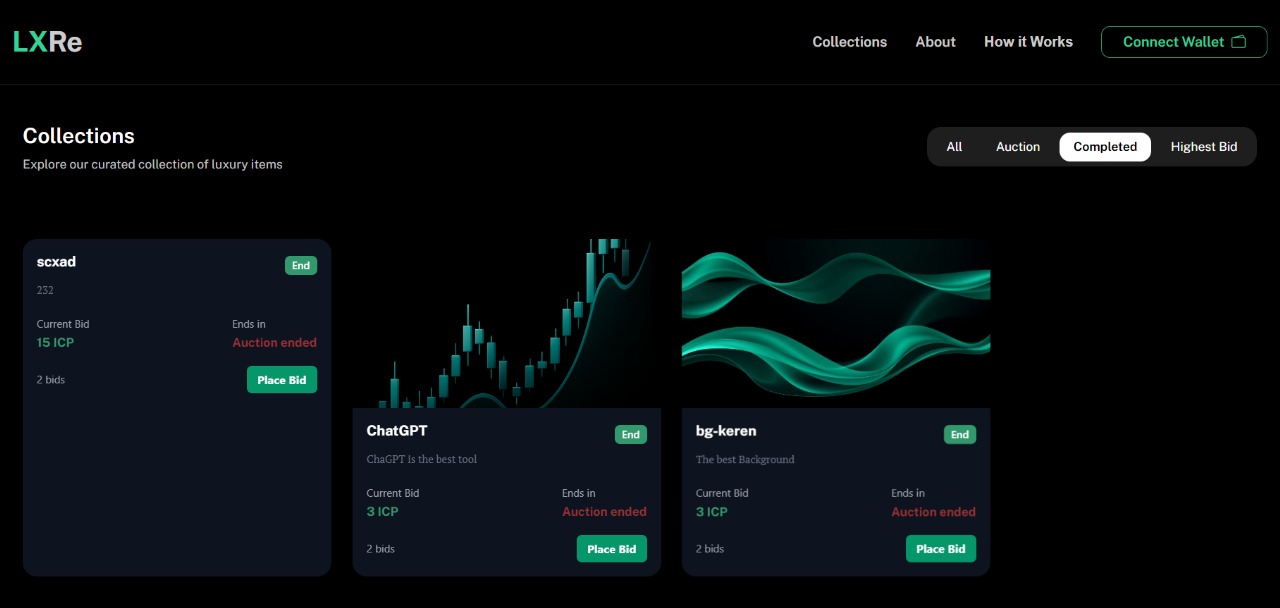 LXRe
Collections About How it Works Connect Wallet
Collections
Explore our curated collection of luxury items
All Auction Completed Highest Bid
scxad End
232
Current Bid Ends in
15 ICP Auction ended
2 bids Place Bid
ChatGPT End
ChaGPT is the best tool
Current Bid Ends in
3 ICP Auction ended
2 bids Place Bid
bg-keren End
The best Background
Current Bid Ends in
3 ICP Auction ended
2 bids Place Bid